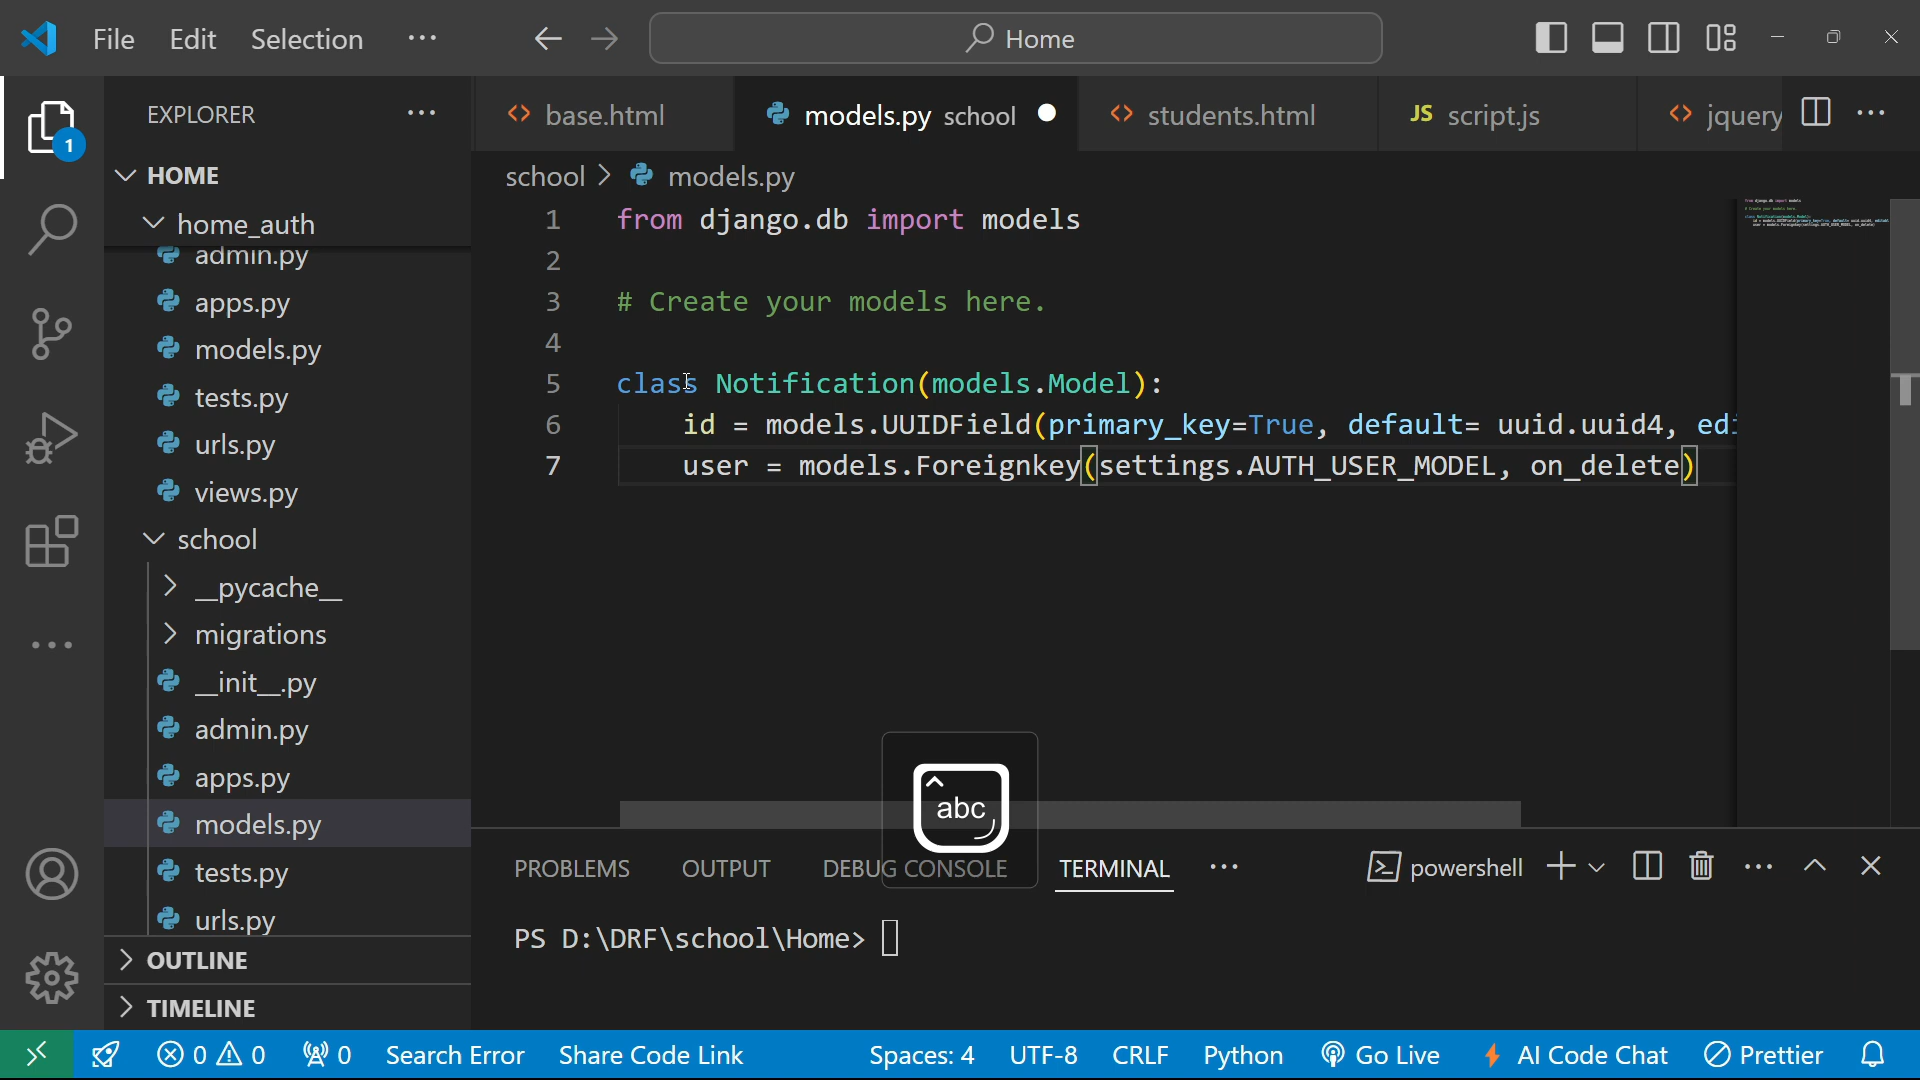 File Edit Selection ···
Home
EXPLORER ···
HOME
home_auth
admin.py
apps.py
models.py
tests.py
urls.py
views.py
school
__pycache__
migrations
__init__.py
admin.py
apps.py
models.py
tests.py
urls.py
OUTLINE
TIMELINE
1
base.html
models.py school
students.html
JS script.js
jquery
school > models.py
1 from django.db import models
2
3 # Create your models here.
4
5 class Notification(models.Model):
6 id = models.UUIDField(primary_key=True, default= uuid.uuid4, edi
7 user = models.Foreignkey(settings.AUTH_USER_MODEL, on_delete)
abc
PROBLEMS OUTPUT DEBUG CONSOLE TERMINAL ··· powershell
PS D:\DRF\school\Home>
0 0 0 Search Error Share Code Link Spaces: 4 UTF-8 CRLF Python Go Live AI Code Chat Prettier